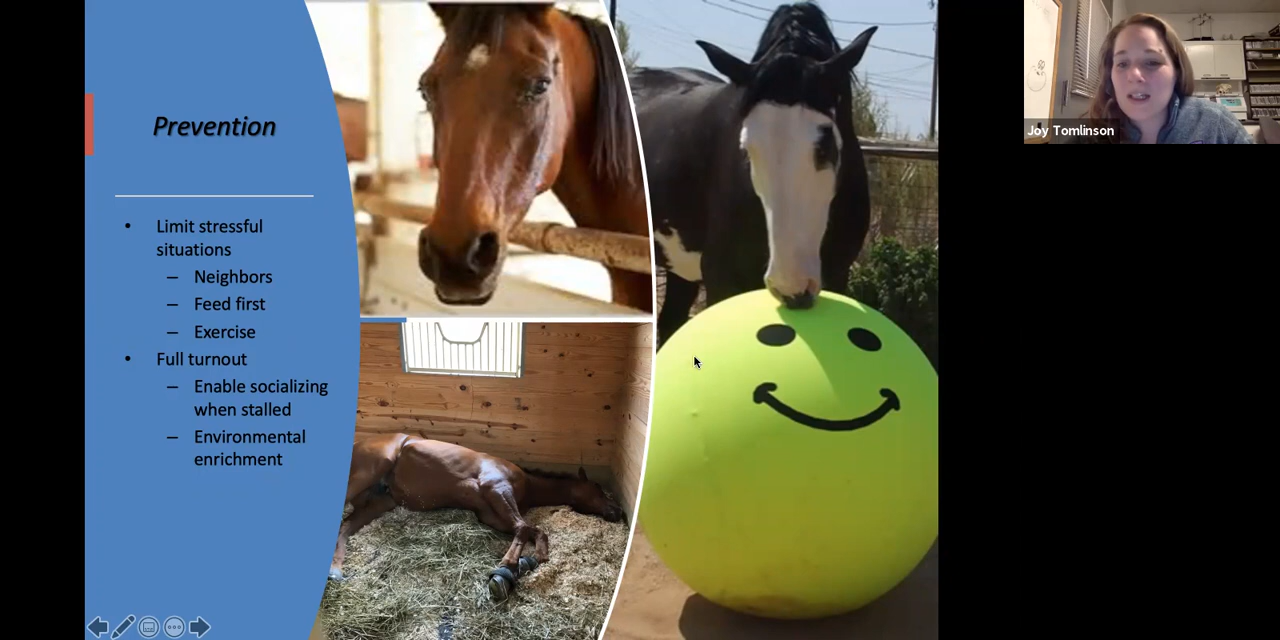 Prevention
• Limit stressful
situations
– Neighbors
– Feed first
– Exercise
• Full turnout
– Enable socializing
when stalled
– Environmental
enrichment
Joy Tomlinson